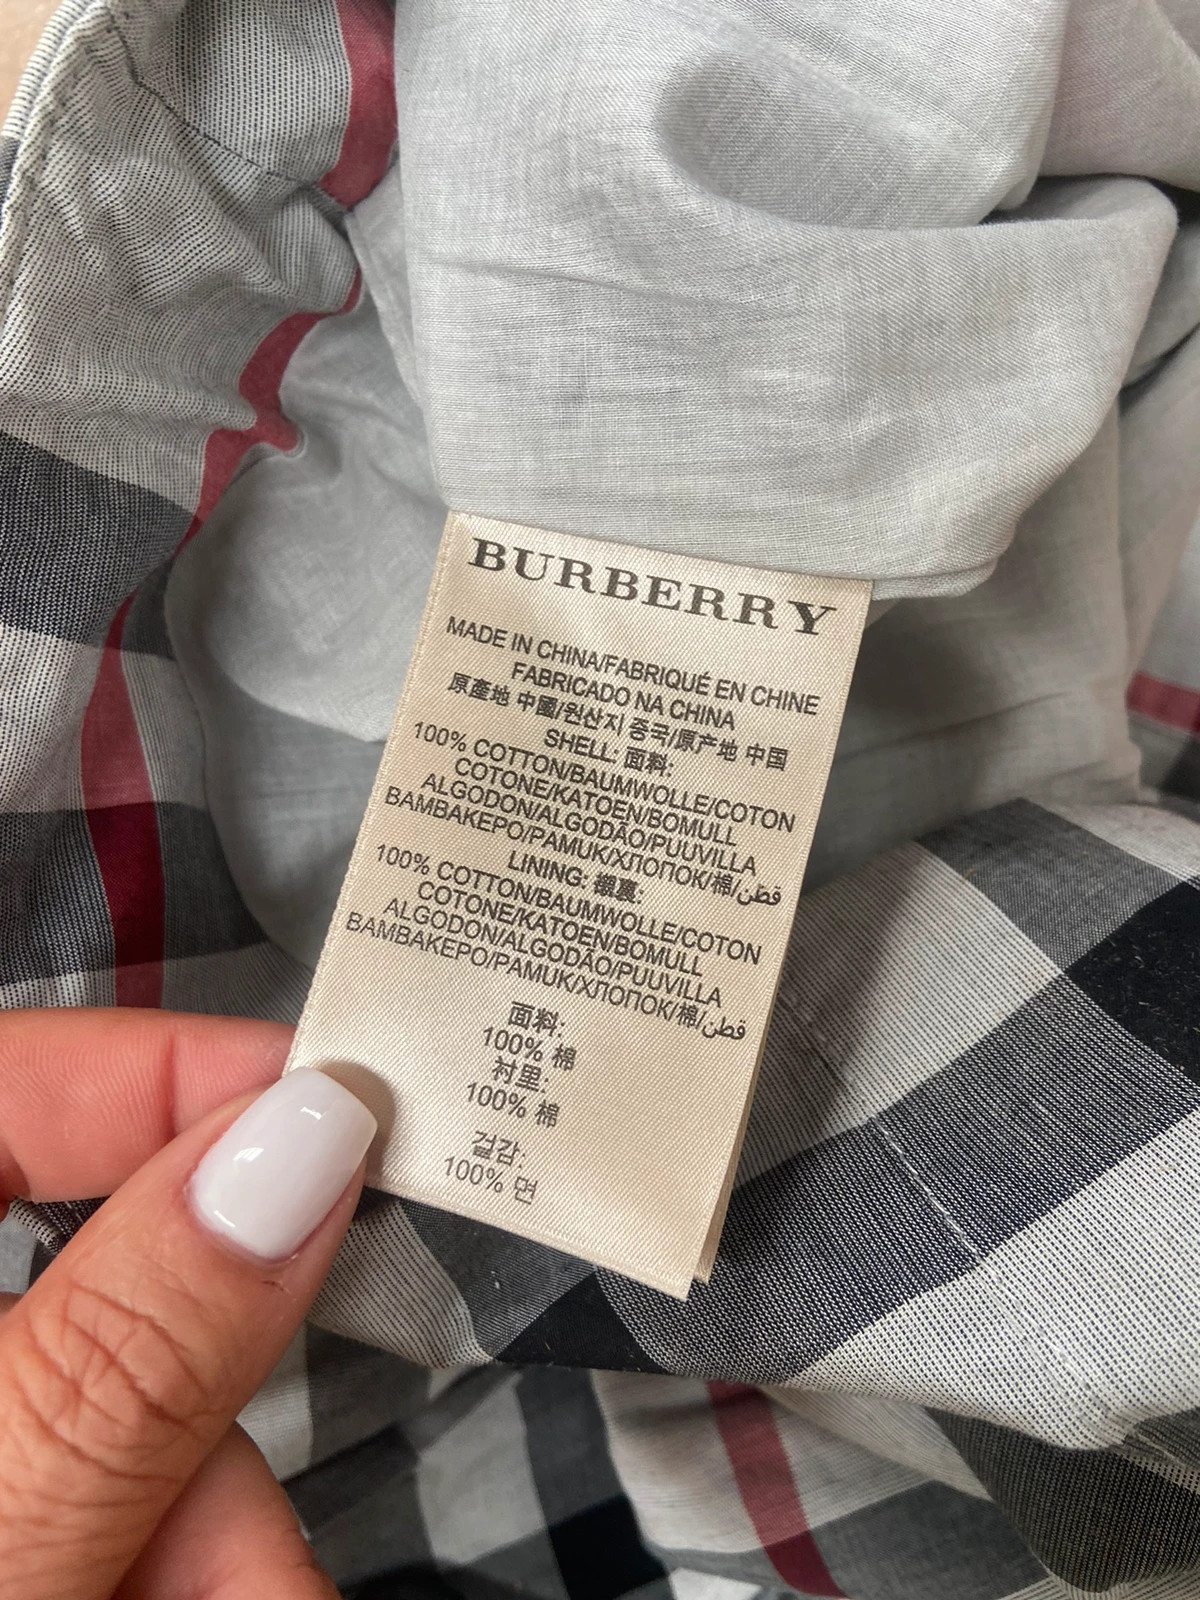 BURBERRY
MADE IN CHINA/FABRIQUÉ EN CHINE
FABRICADO NA CHINA
原產地 中國/원산지 중국/原产地 中国
SHELL: 面料:
100% COTTON/BAUMWOLLE/COTON
COTONE/KATOEN/BOMULL
ALGODON/ALGODÃO/PUUVILLA
BAMBAKEPO/PAMUK/ХЛОПОК/棉/قطن
LINING: 襯裏:
100% COTTON/BAUMWOLLE/COTON
COTONE/KATOEN/BOMULL
ALGODON/ALGODÃO/PUUVILLA
BAMBAKEPO/PAMUK/ХЛОПОК/棉/قطن
面料:
100% 棉
衬里:
100% 棉
겉감:
100% 면